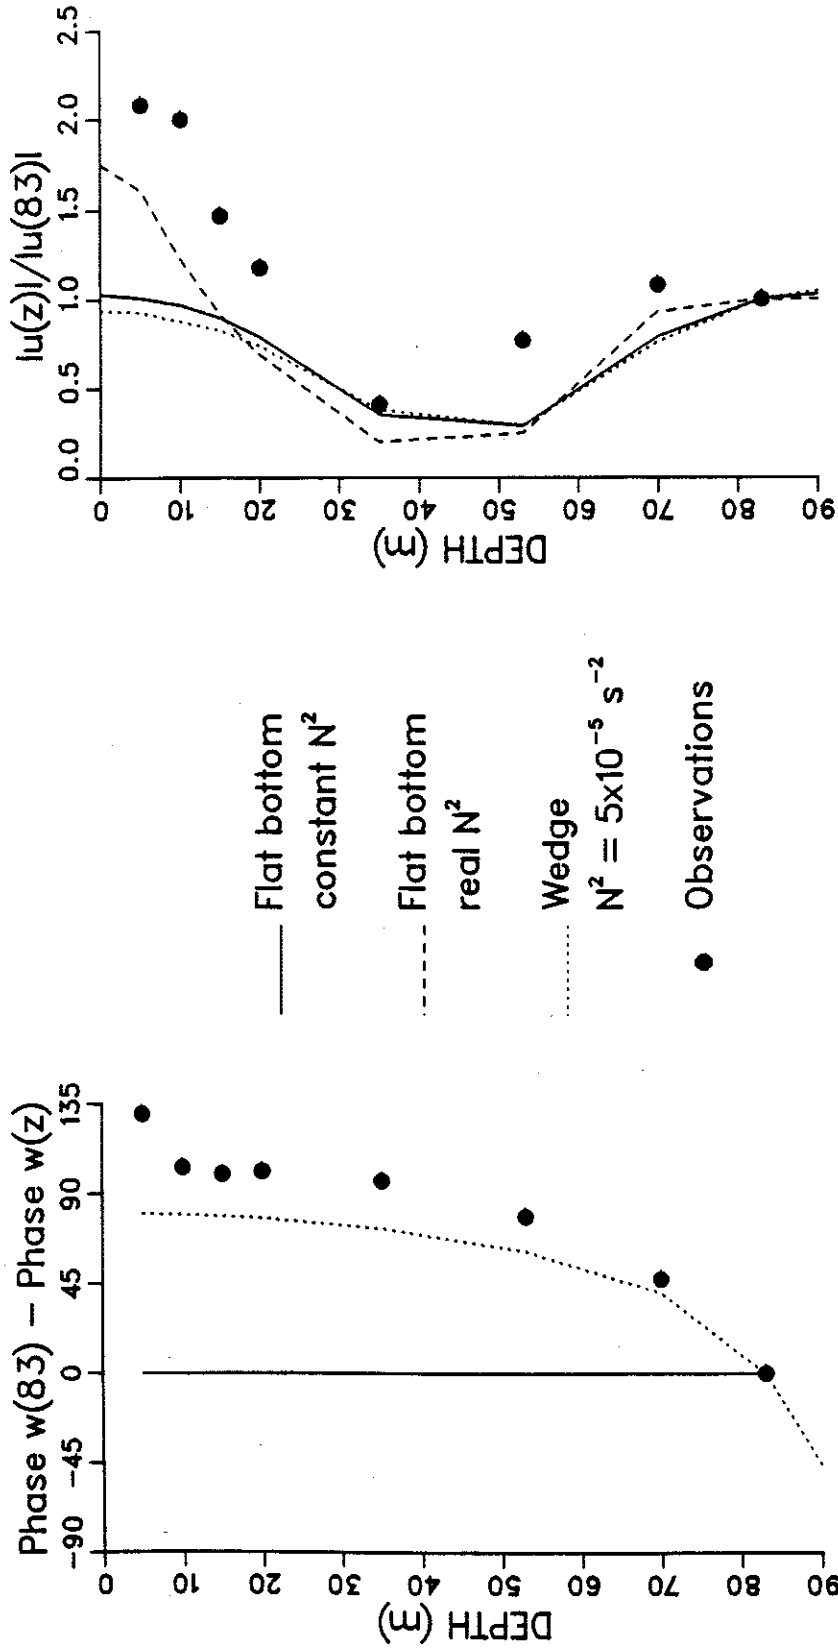 Phase w(83) – Phase w(z)
-90 -45 0 45 90 135
0
10
20
30
40
50
60
70
80
90
DEPTH (m)
Flat bottom
constant N²
Flat bottom
real N²
Wedge
N² = 5x10⁻⁵ s⁻²
Observations
|u(z)|/|u(83)|
0.0 0.5 1.0 1.5 2.0 2.5
0
10
20
30
40
50
60
70
80
90
DEPTH (m)